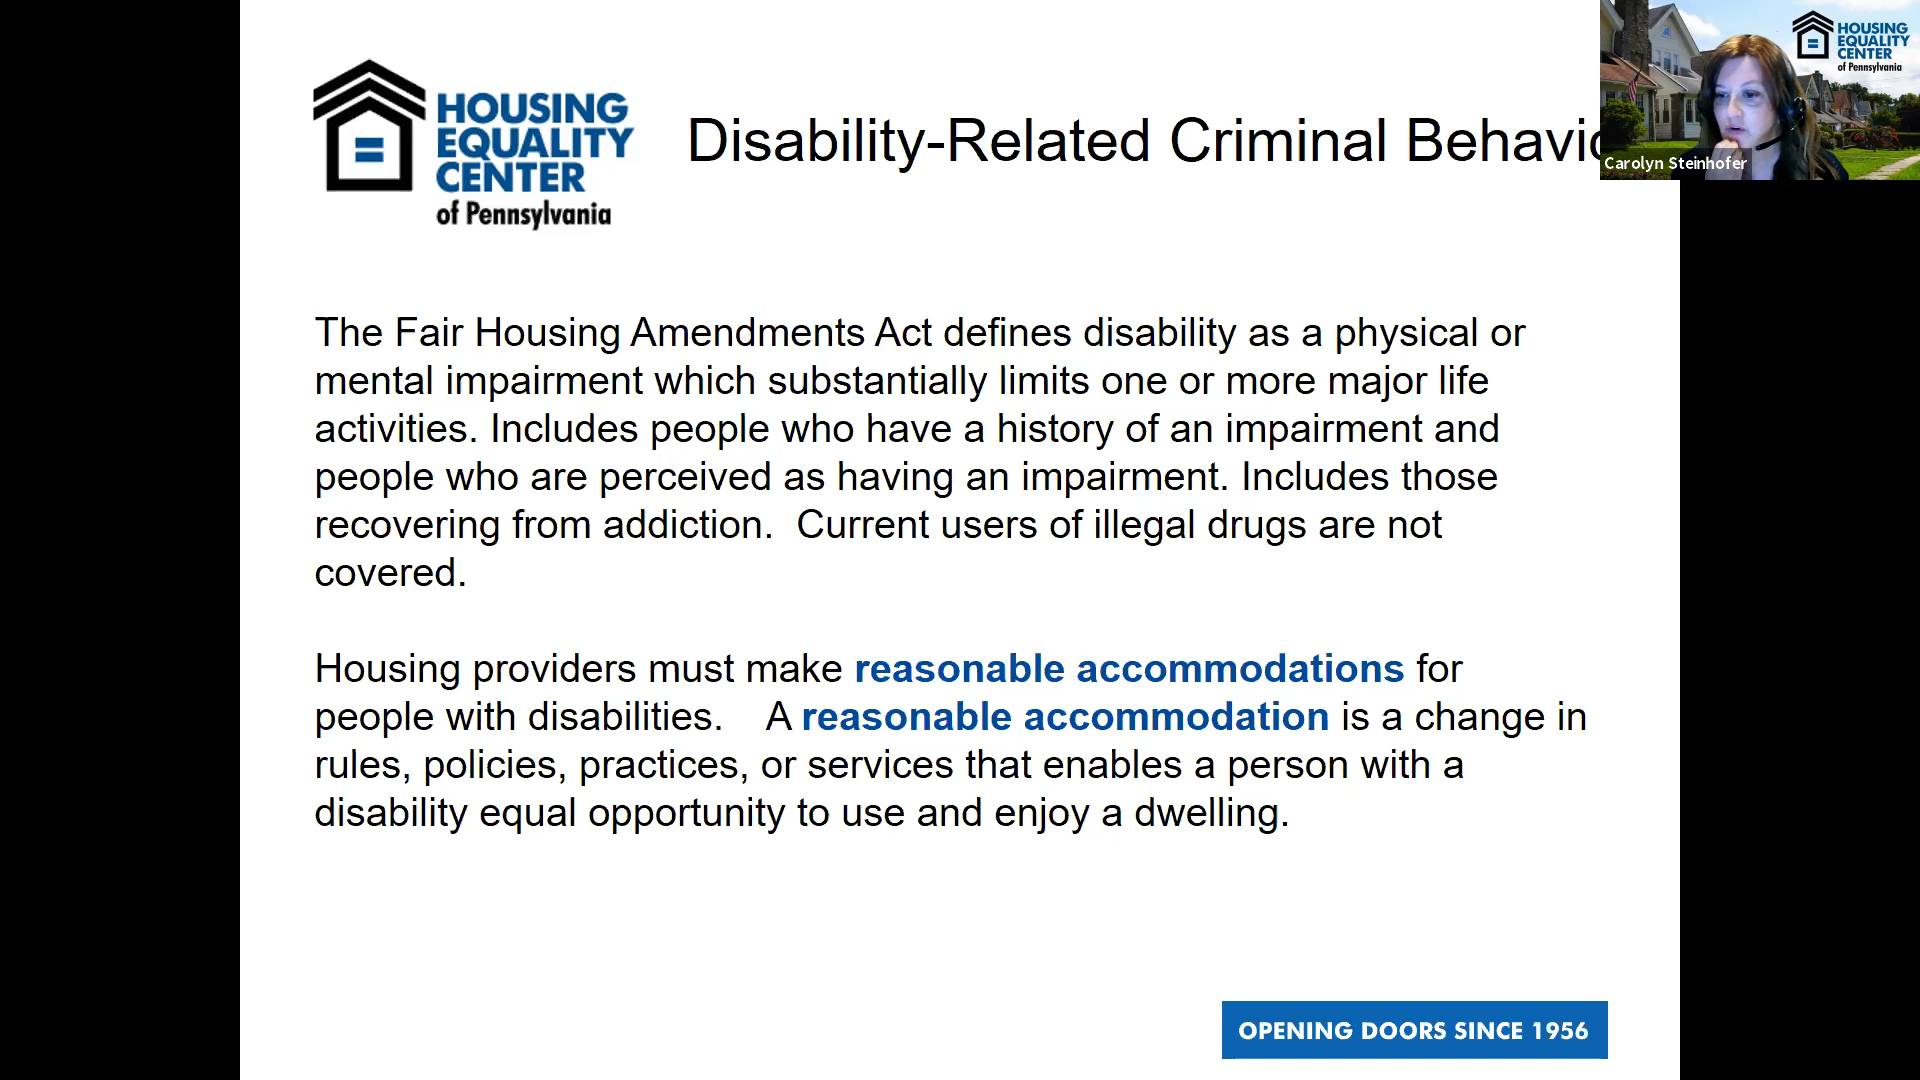 HOUSING
EQUALITY
CENTER
of Pennsylvania
Disability-Related Criminal
The Fair Housing Amendments Act defines disability as a physical or
mental impairment which substantially limits one or more major life
activities. Includes people who have a history of an impairment and
people who are perceived as having an impairment. Includes those
recovering from addiction. Current users of illegal drugs are not
covered.
Housing providers must make reasonable accommodations for
people with disabilities. A reasonable accommodation is a change in
rules, policies, practices, or services that enables a person with a
disability equal opportunity to use and enjoy a dwelling.
OPENING DOORS SINCE 1956
HOUSING
EQUALITY
CENTER
of Pennsylvania
Carolyn Steinhofer